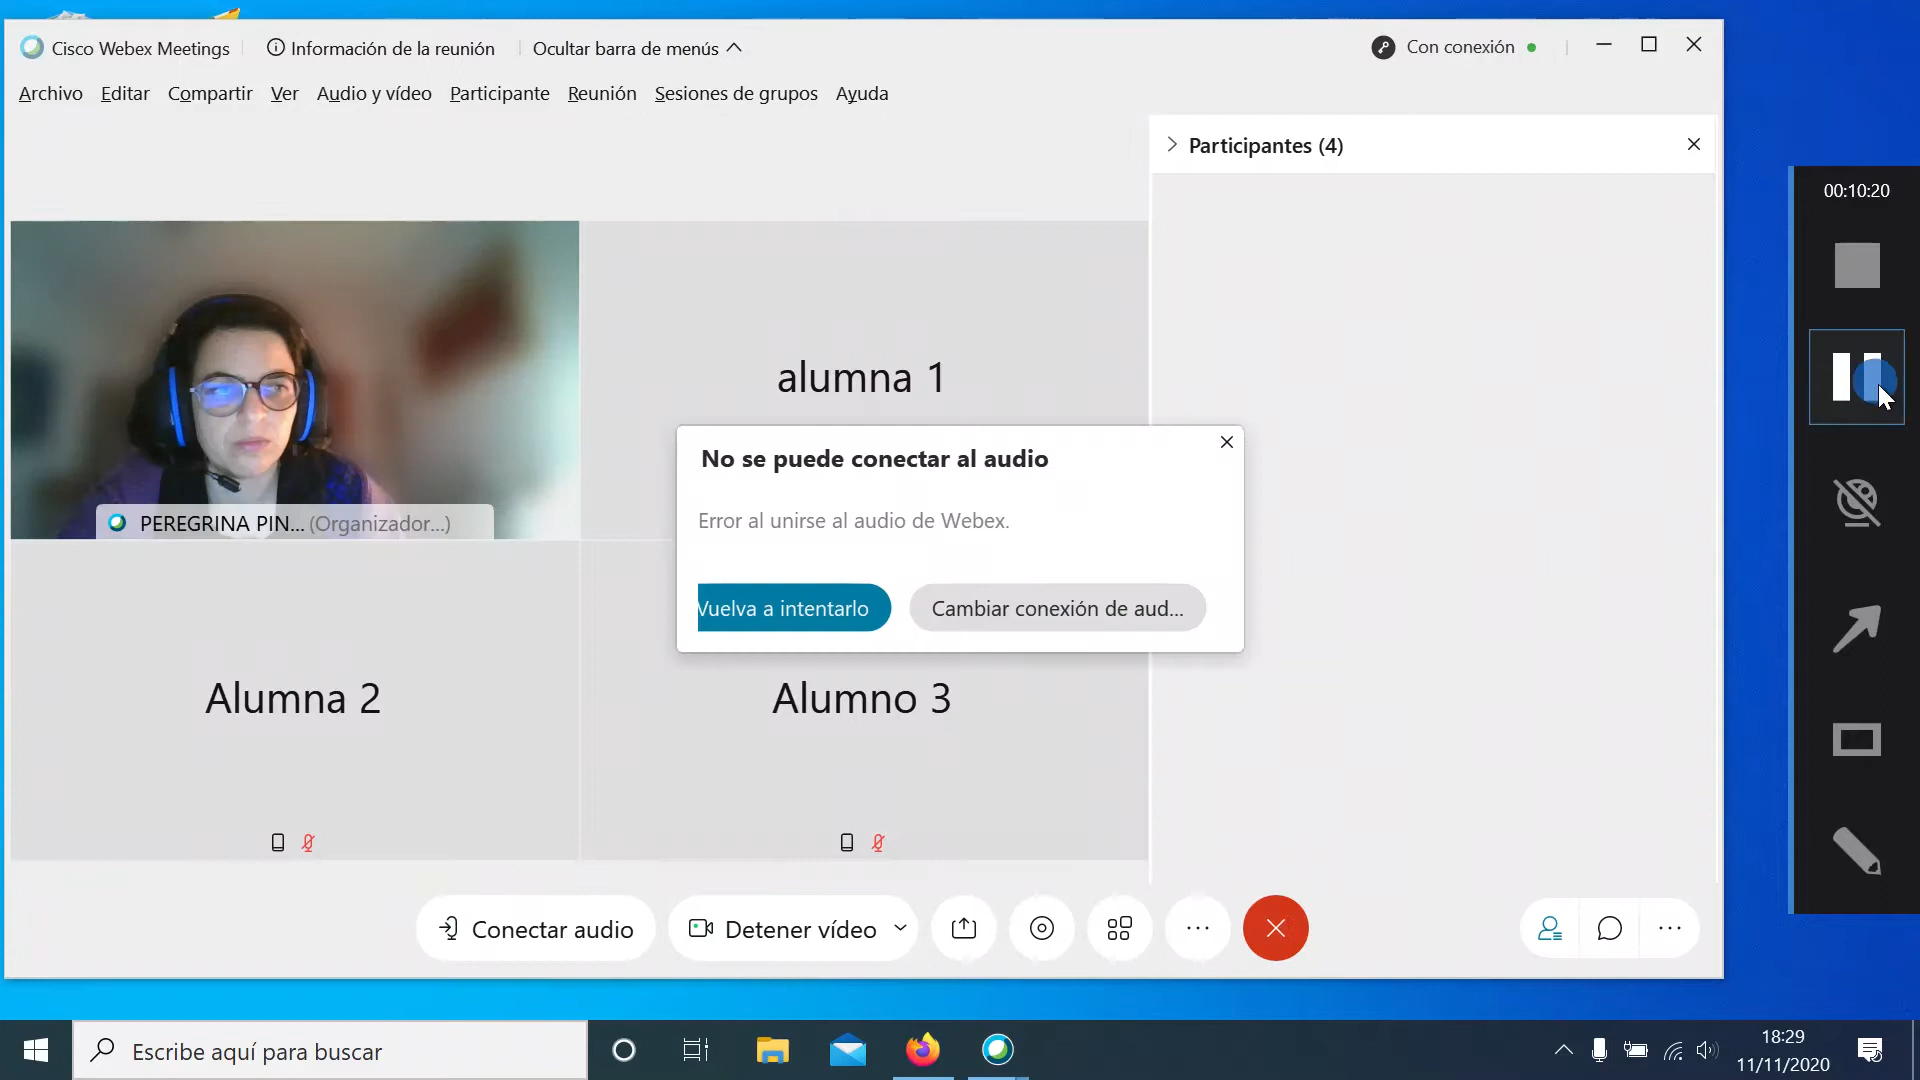 Cisco Webex Meetings
Información de la reunión
Ocultar barra de menús
Con conexión
Archivo Editar Compartir Ver Audio y vídeo Participante Reunión Sesiones de grupos Ayuda
Participantes (4)
00:10:20
alumna 1
No se puede conectar al audio
Error al unirse al audio de Webex.
PEREGRINA PIN... (Organizador...)
Vuelva a intentarlo
Cambiar conexión de aud...
Alumna 2
Alumno 3
Conectar audio
Detener vídeo
Escribe aquí para buscar
18:29
11/11/2020